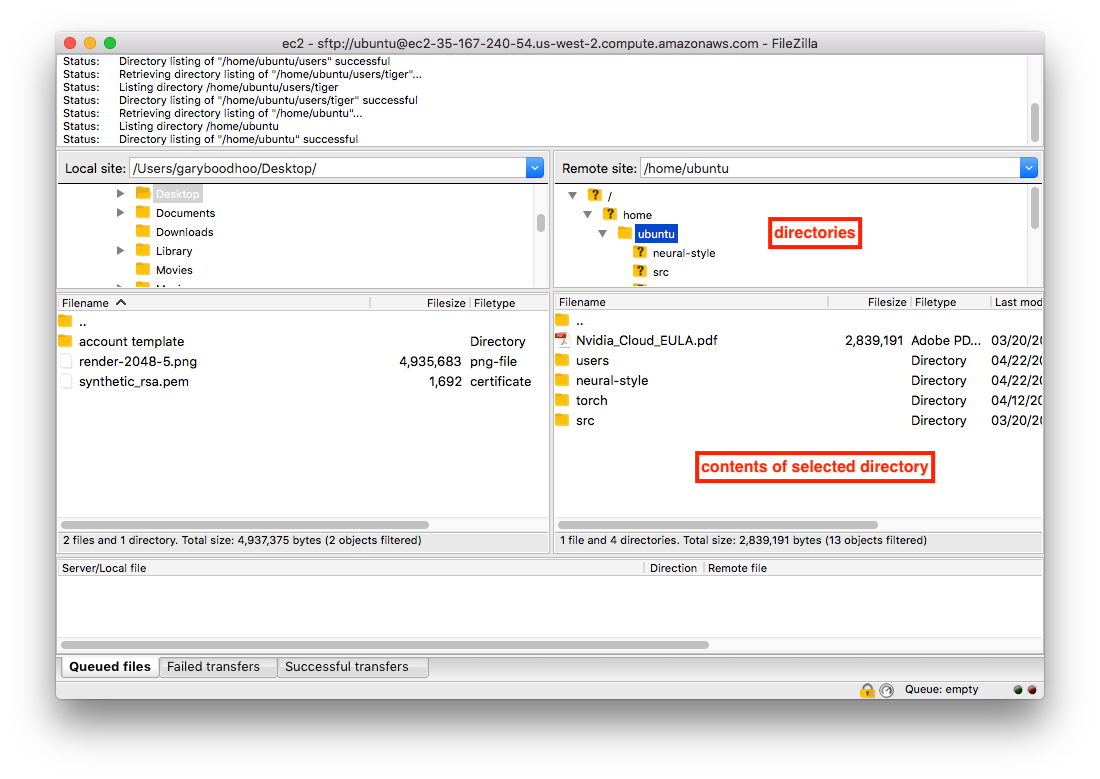 ec2 - sftp://ubuntu@ec2-35-167-240-54.us-west-2.compute.amazonaws.com - FileZilla
Status: Directory listing of "/home/ubuntu/users" successful
Status: Retrieving directory listing of "/home/ubuntu/users/tiger"...
Status: Listing directory /home/ubuntu/users/tiger
Status: Directory listing of "/home/ubuntu/users/tiger" successful
Status: Retrieving directory listing of "/home/ubuntu"...
Status: Listing directory /home/ubuntu
Status: Directory listing of "/home/ubuntu" successful
Local site: /Users/garyboodhoo/Desktop/
Desktop
Documents
Downloads
Library
Movies
Remote site: /home/ubuntu
? /
? home
ubuntu
? neural-style
? src
directories
Filename Filesize Filetype
..
account template Directory
render-2048-5.png 4,935,683 png-file
synthetic_rsa.pem 1,692 certificate
2 files and 1 directory. Total size: 4,937,375 bytes (2 objects filtered)
Filename Filesize Filetype Last mod
..
Nvidia_Cloud_EULA.pdf 2,839,191 Adobe PD... 03/20/20
users Directory 04/22/20
neural-style Directory 04/22/20
torch Directory 04/12/20
src Directory 03/20/20
contents of selected directory
1 file and 4 directories. Total size: 2,839,191 bytes (13 objects filtered)
Server/Local file Direction Remote file
Queued files Failed transfers Successful transfers
Queue: empty